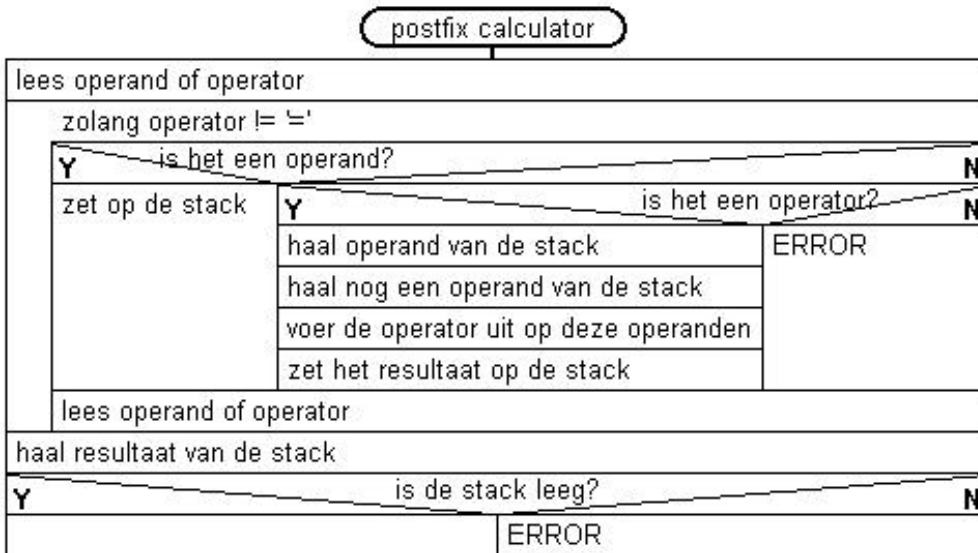 postfix calculator
lees operand of operator
zolang operator != '='
is het een operand?
Y
N
zet op de stack
is het een operator?
Y
N
haal operand van de stack
ERROR
haal nog een operand van de stack
voer de operator uit op deze operanden
zet het resultaat op de stack
lees operand of operator
haal resultaat van de stack
is de stack leeg?
Y
N
ERROR